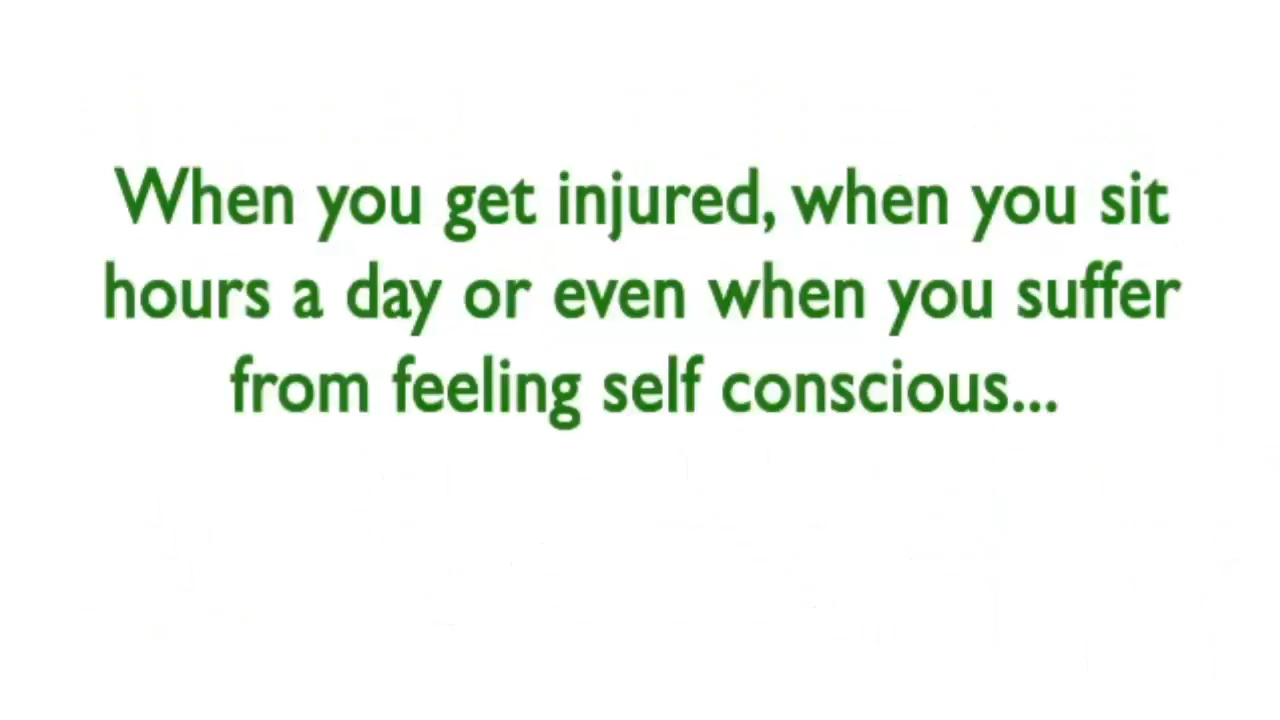 When you get injured, when you sit
hours a day or even when you suffer
from feeling self conscious...